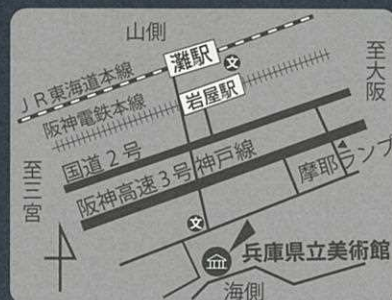 山側
灘駅
文
至大阪
JR東海道本線
岩屋駅
阪神電鉄本線
国道2号
阪神高速3号神戸線
摩耶ランプ
至三宮
文
兵庫県立美術館
海側